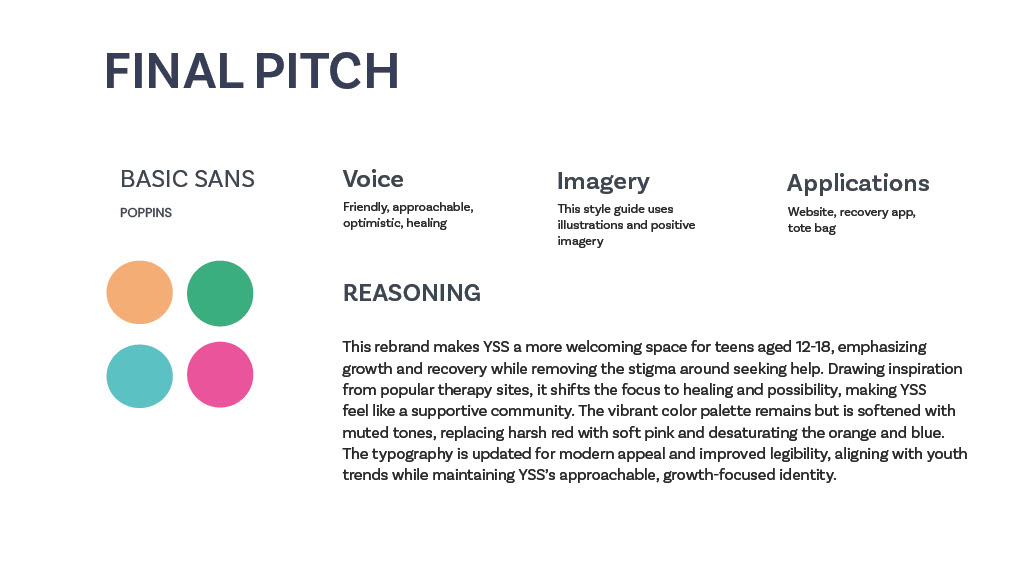 FINAL PITCH
BASIC SANS
POPPINS
Voice
Friendly, approachable,
optimistic, healing
Imagery
This style guide uses
illustrations and positive
imagery
Applications
Website, recovery app,
tote bag
REASONING
This rebrand makes YSS a more welcoming space for teens aged 12-18, emphasizing
growth and recovery while removing the stigma around seeking help. Drawing inspiration
from popular therapy sites, it shifts the focus to healing and possibility, making YSS
feel like a supportive community. The vibrant color palette remains but is softened with
muted tones, replacing harsh red with soft pink and desaturating the orange and blue.
The typography is updated for modern appeal and improved legibility, aligning with youth
trends while maintaining YSS’s approachable, growth-focused identity.